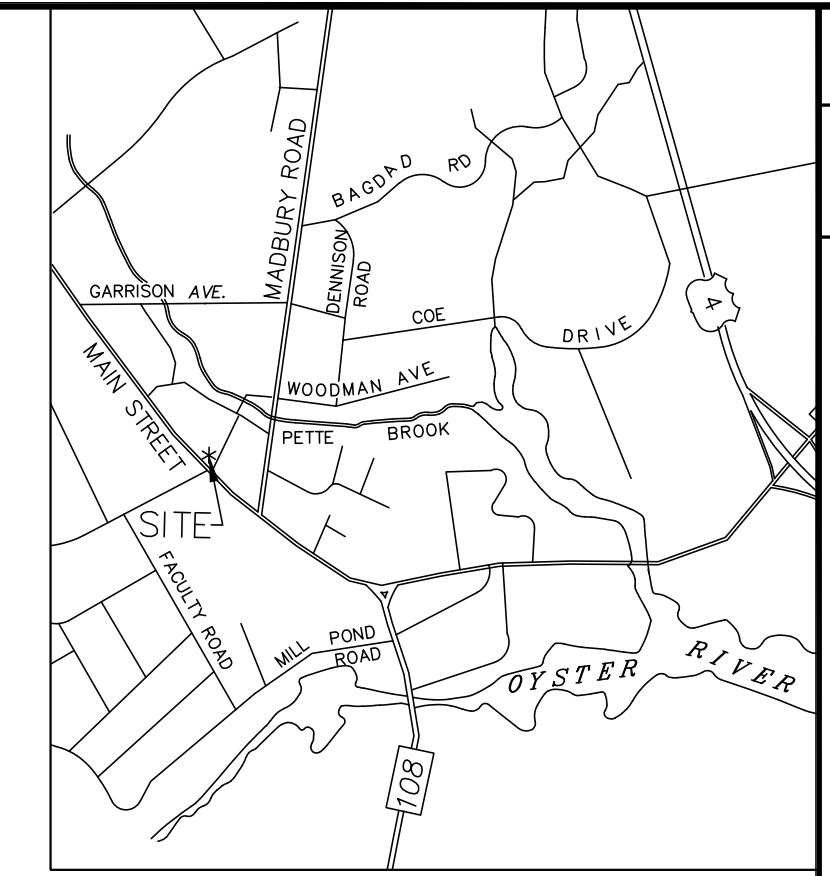 MADBURY ROAD
BAGDAD RD
DENNISON
ROAD
GARRISON AVE.
4
COE DRIVE
MAIN STREET
WOODMAN AVE
PETTE BROOK
SITE
FACULTY ROAD
MILL POND
ROAD
OYSTER RIVER
108